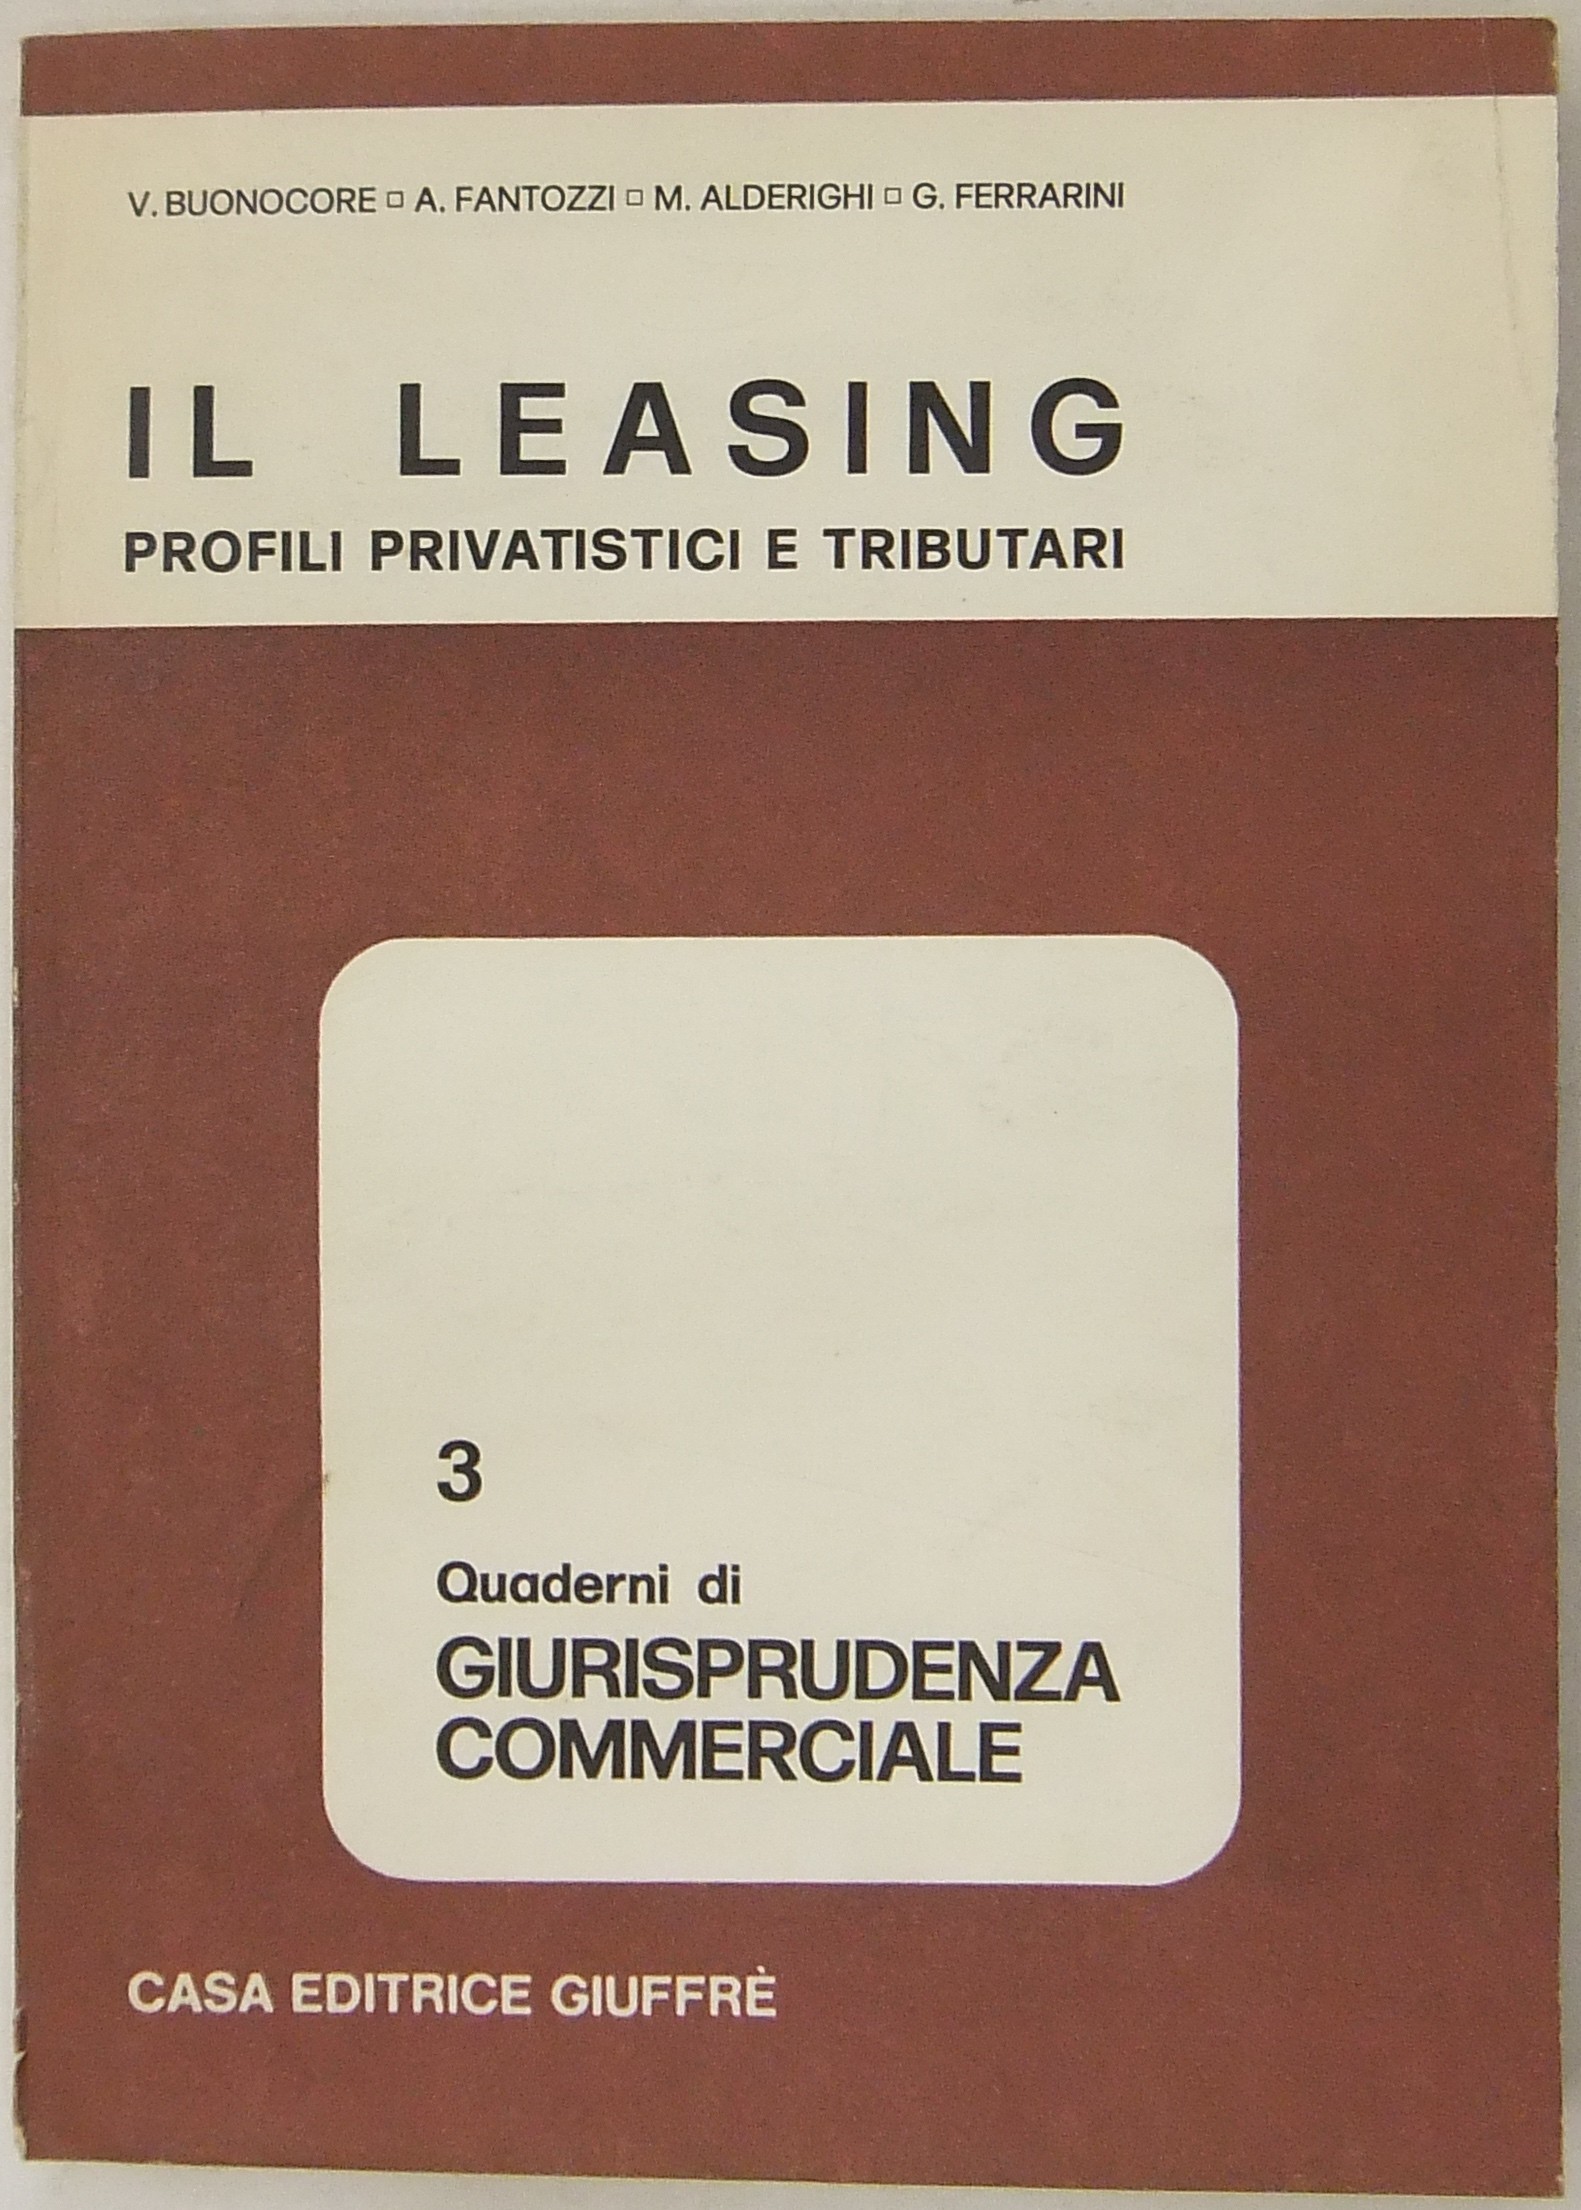 V. BUONOCORE □ A. FANTOZZI □ M. ALDERIGHI □ G. FERRARINI
IL LEASING
PROFILI PRIVATISTICI E TRIBUTARI
3
Quaderni di
GIURISPRUDENZA
COMMERCIALE
CASA EDITRICE GIUFFRÈ